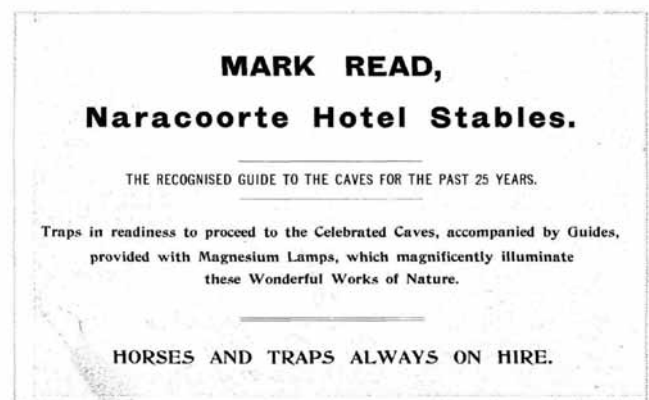 MARK READ,
Naracoorte Hotel Stables.
THE RECOGNISED GUIDE TO THE CAVES FOR THE PAST 25 YEARS.
Traps in readiness to proceed to the Celebrated Caves, accompanied by Guides,
provided with Magnesium Lamps, which magnificently illuminate
these Wonderful Works of Nature.
HORSES AND TRAPS ALWAYS ON HIRE.